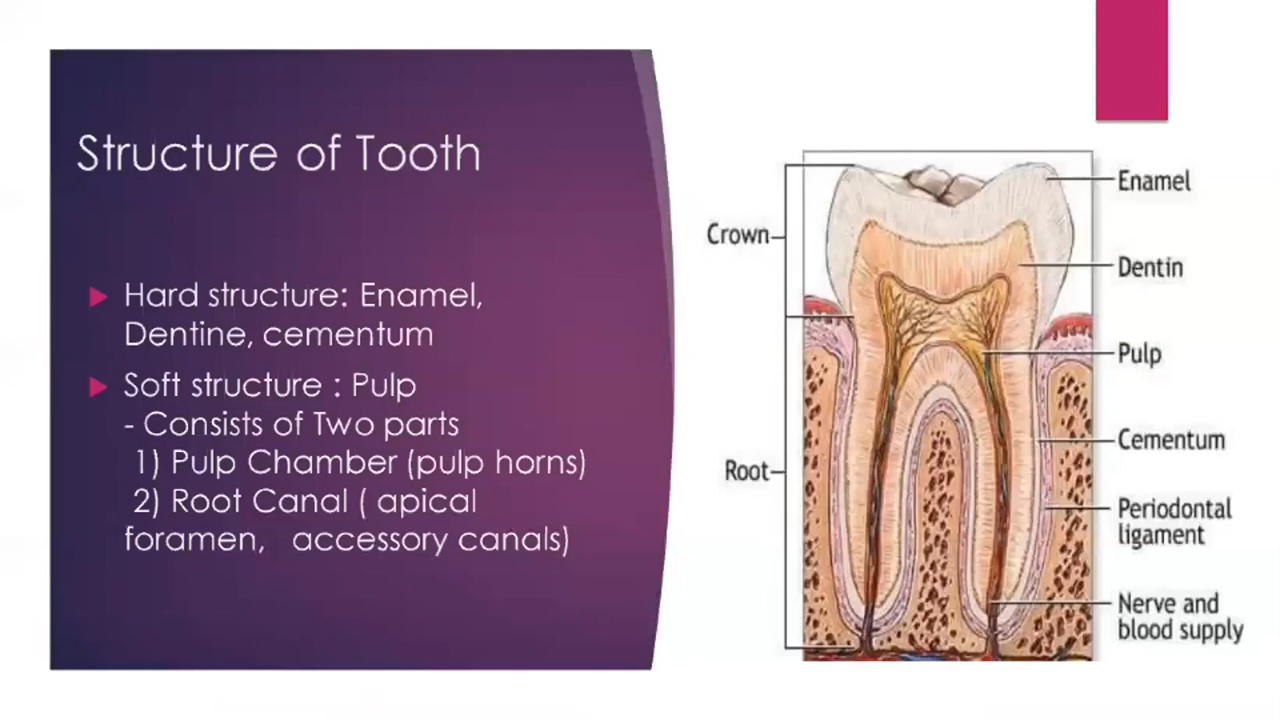 Structure of Tooth
Hard structure: Enamel,
Dentine, cementum
Soft structure : Pulp
- Consists of Two parts
1) Pulp Chamber (pulp horns)
2) Root Canal ( apical
foramen, accessory canals)
Crown
Root
Enamel
Dentin
Pulp
Cementum
Periodontal
ligament
Nerve and
blood supply